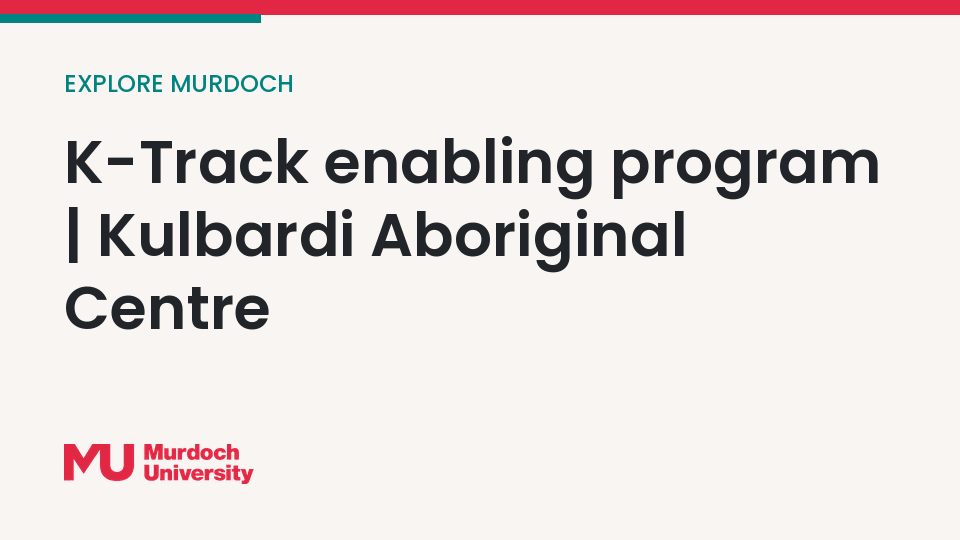 EXPLORE MURDOCH
K-Track enabling program
| Kulbardi Aboriginal
Centre
MU Murdoch
University